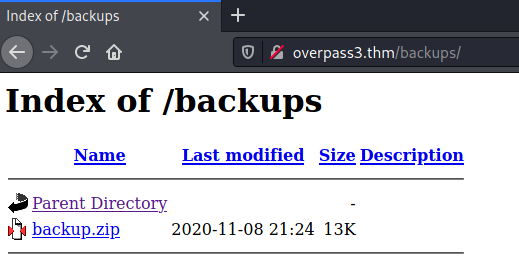 Index of /backups
overpass3.thm/backups/
Index of /backups
Name Last modified Size Description
Parent Directory -
backup.zip 2020-11-08 21:24 13K